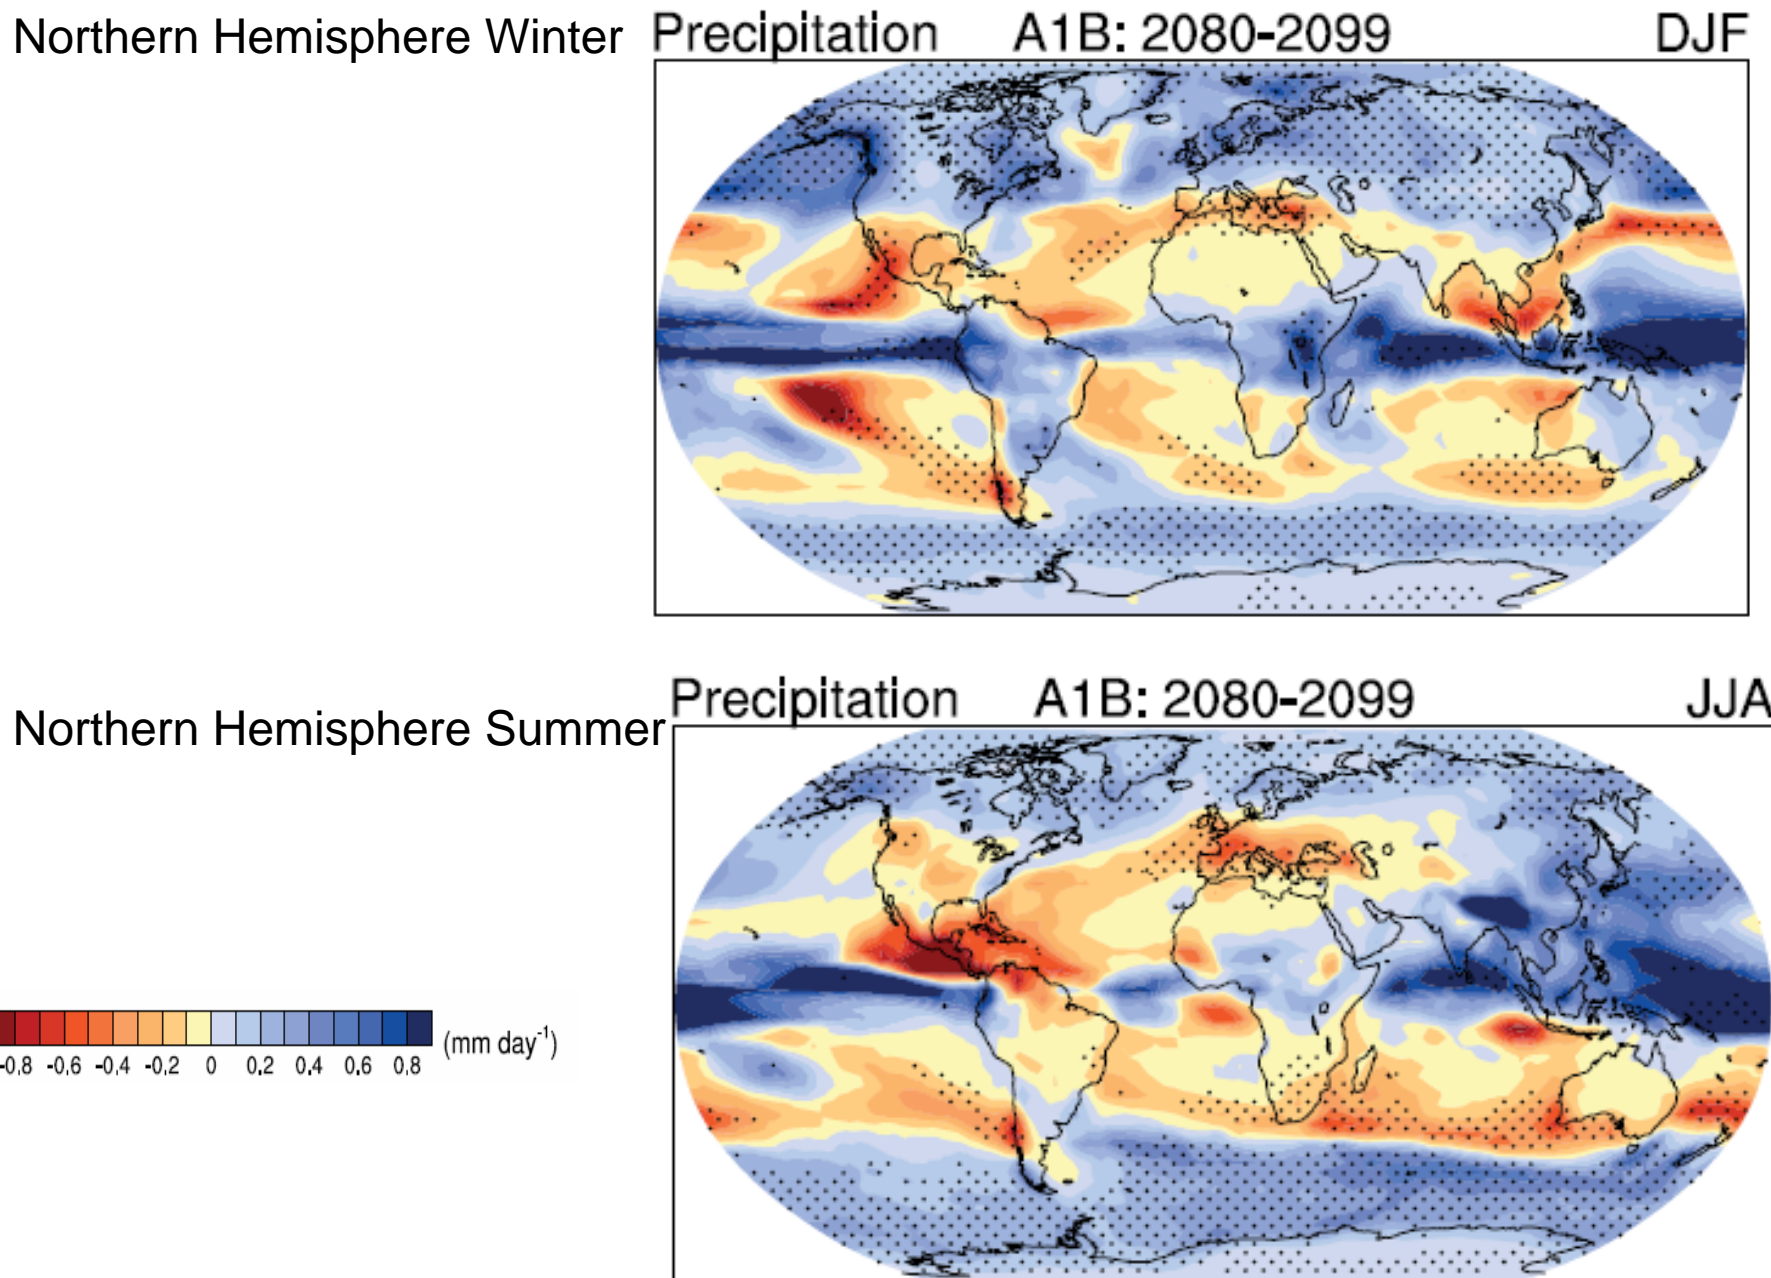 Northern Hemisphere Winter
Precipitation A1B: 2080-2099 DJF
Northern Hemisphere Summer
Precipitation A1B: 2080-2099 JJA
(mm day-1)
-0.8 -0.6 -0.4 -0.2 0 0.2 0.4 0.6 0.8